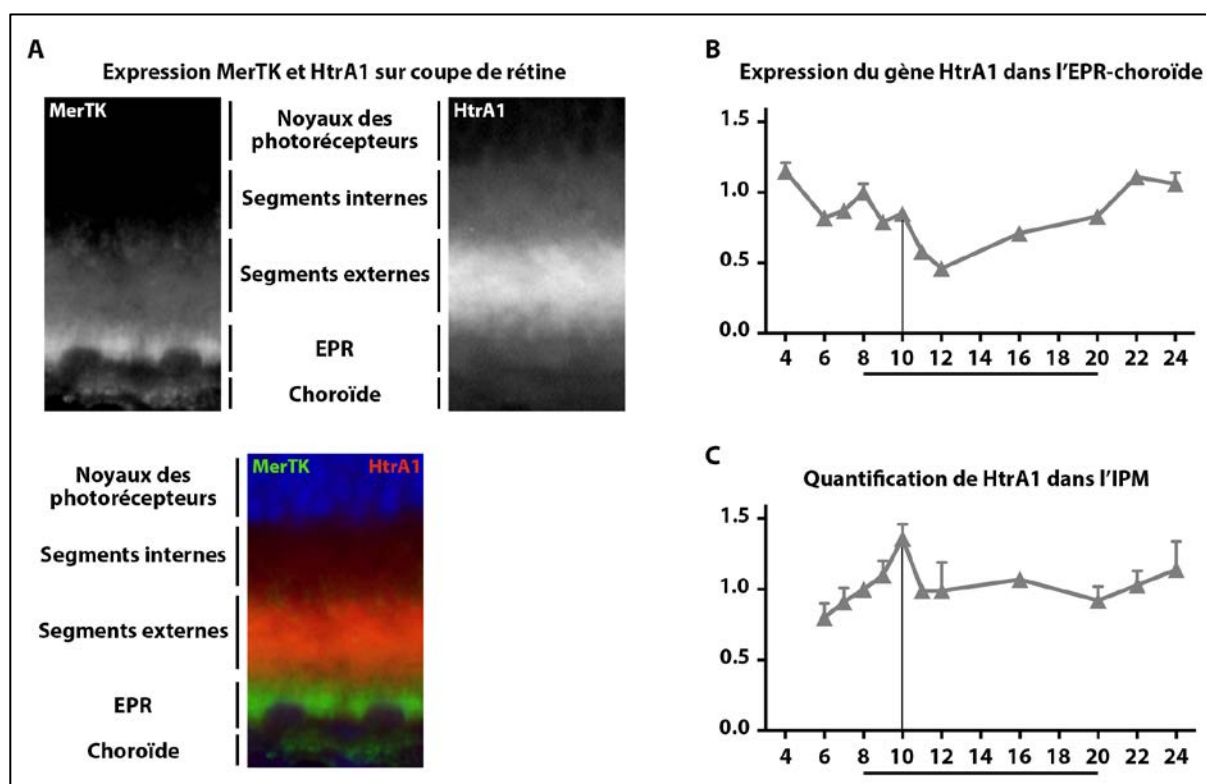 A
Expression MerTK et HtrA1 sur coupe de rétine
MerTK
HtrA1
Noyaux des
photorécepteurs
Segments internes
Segments externes
EPR
Choroïde
MerTK HtrA1
Noyaux des
photorécepteurs
Segments internes
Segments externes
EPR
Choroïde
B
Expression du gène HtrA1 dans l'EPR-choroïde
1.5
1.0
0.5
0.0
4 6 8 10 12 14 16 18 20 22 24
C
Quantification de HtrA1 dans l'IPM
1.5
1.0
0.5
0.0
4 6 8 10 12 14 16 18 20 22 24